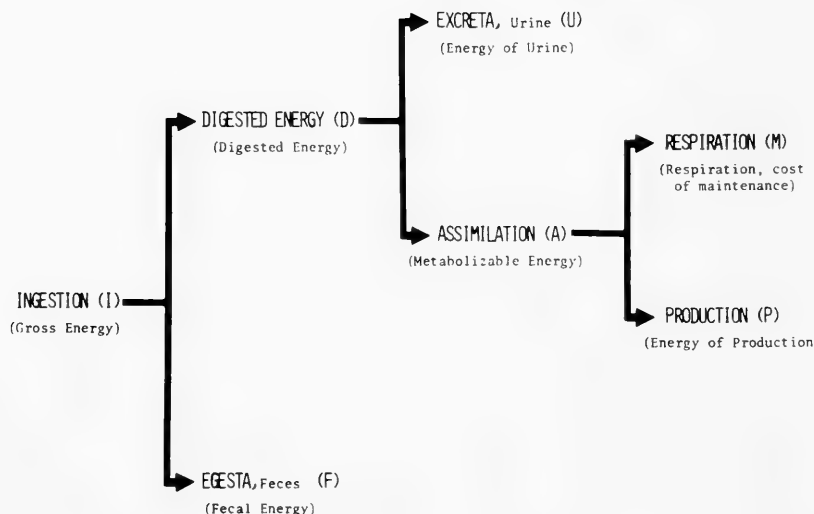 EXCRETA, Urine (U)
(Energy of Urine)
DIGESTED ENERGY (D)
(Digested Energy)
RESPIRATION (M)
(Respiration, cost
of maintenance)
ASSIMILATION (A)
(Metabolizable Energy)
INGESTION (I)
(Gross Energy)
PRODUCTION (P)
(Energy of Production
EGESTA, Feces (F)
(Fecal Energy)